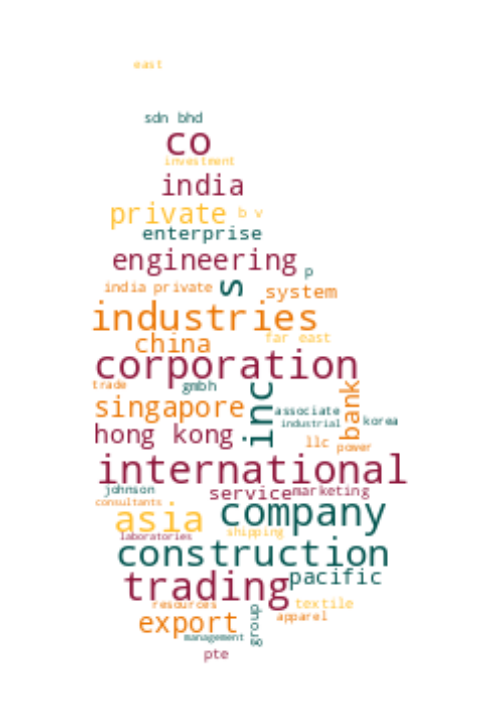 east
sdn bhd
co
investment
india
private b v
enterprise
engineering
p
india private s system
industries
china far east
corporation
trade gmbh inc bank
singapore associate
industrial korea
hong kong llc power
international
johnson service marketing
consultants
asia company
laboratories shipping
construction
trading pacific
resources textile
export group apparel
management
pte